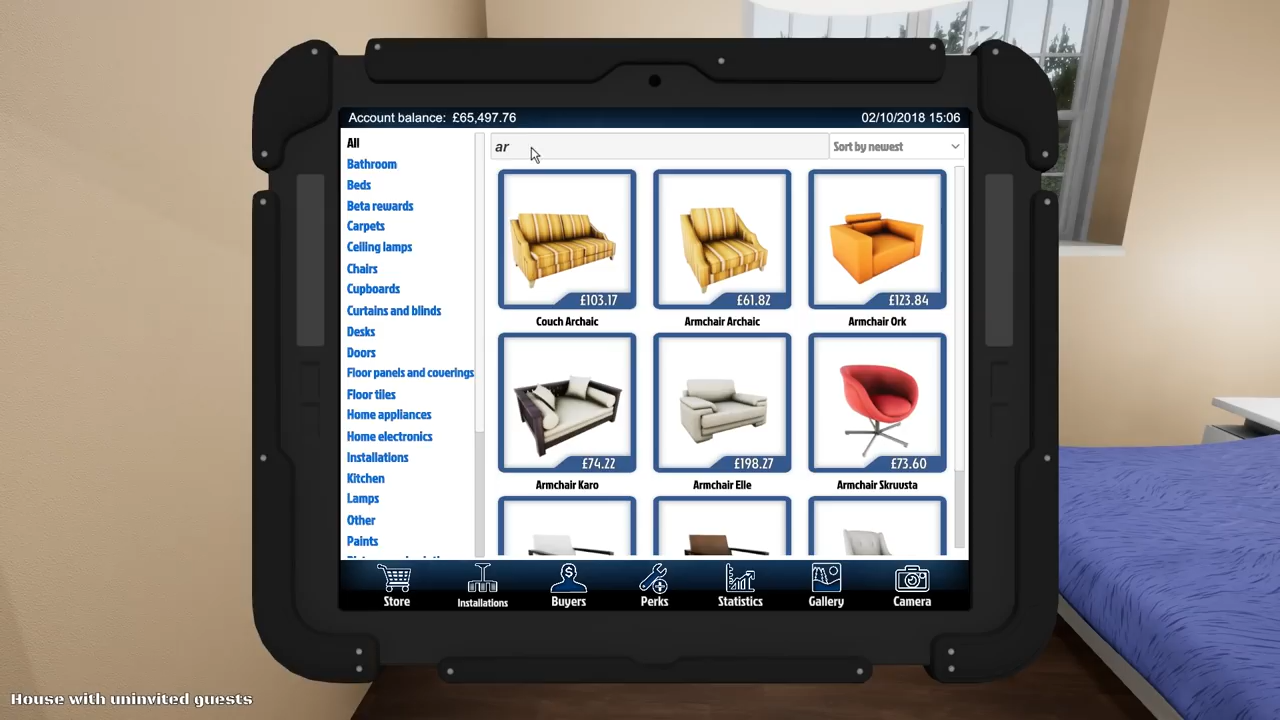 Account balance: £65,497.76
02/10/2018 15:06
All
Bathroom
Beds
Beta rewards
Carpets
Ceiling lamps
Chairs
Cupboards
Curtains and blinds
Desks
Doors
Floor panels and coverings
Floor tiles
Home appliances
Home electronics
Installations
Kitchen
Lamps
Other
Paints
ar
Sort by newest
£103.17
£61.82
£123.84
Couch Archaic
Armchair Archaic
Armchair Ork
£74.22
£198.27
£73.60
Armchair Karo
Armchair Elle
Armchair Skruvsta
Store
Installations
Buyers
Perks
Statistics
Gallery
Camera
House with uninvited guests